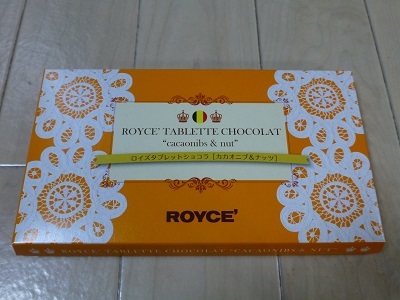 ROYCE' TABLETTE CHOCOLAT
"cacaonibs & nut"
ロイズタブレットショコラ[カカオニブ&ナッツ]
ROYCE'
ROYCE' TABLETTE CHOCOLAT "CACAONIBS & NUT"